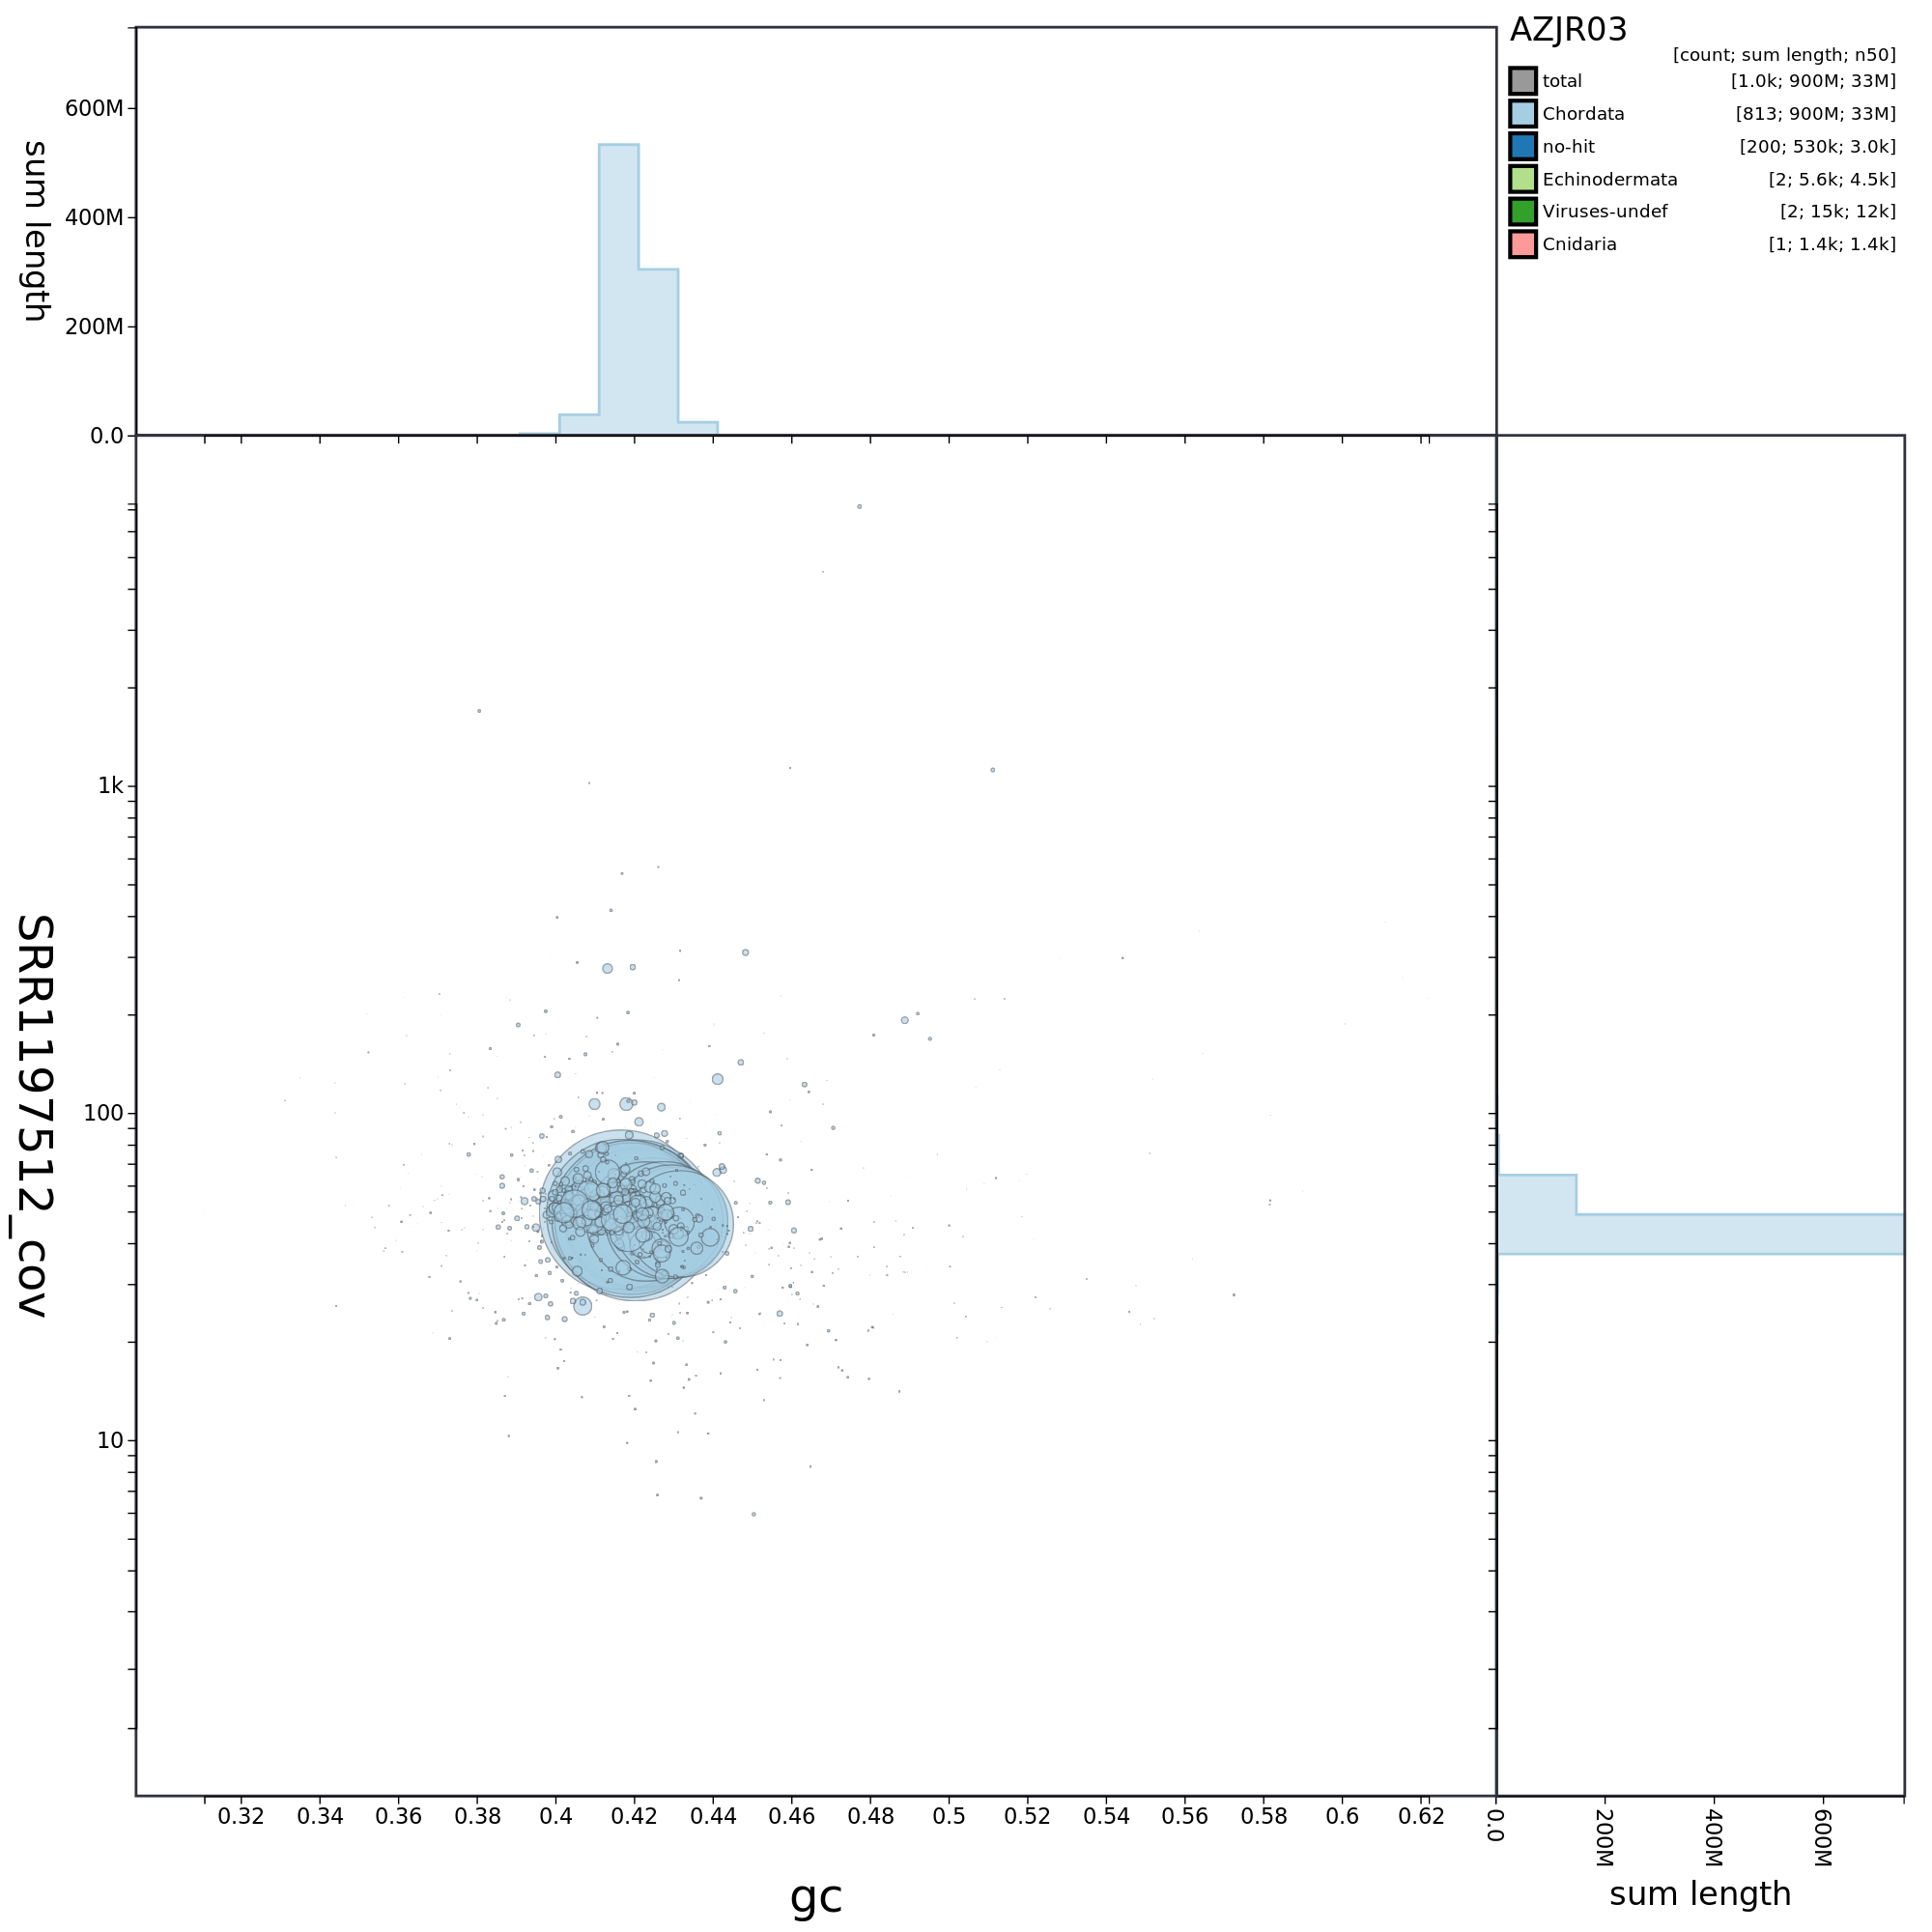 AZJR03
[count; sum length; n50]
total [1.0k; 900M; 33M]
Chordata [813; 900M; 33M]
no-hit [200; 530k; 3.0k]
Echinodermata [2; 5.6k; 4.5k]
Viruses-undef [2; 15k; 12k]
Cnidaria [1; 1.4k; 1.4k]
sum length
600M
400M
200M
0.0
SRR1197512_cov
1k
100
10
0.32 0.34 0.36 0.38 0.4 0.42 0.44 0.46 0.48 0.5 0.52 0.54 0.56 0.58 0.6 0.62
gc
0.0 200M 400M 600M
sum length